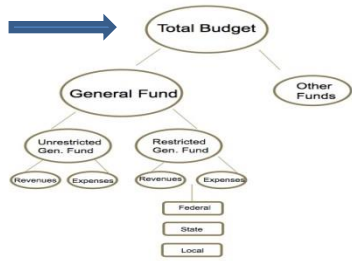 Total Budget
General Fund
Other
Funds
Unrestricted
Gen. Fund
Restricted
Gen. Fund
Revenues
Expenses
Revenues
Expenses
Federal
State
Local